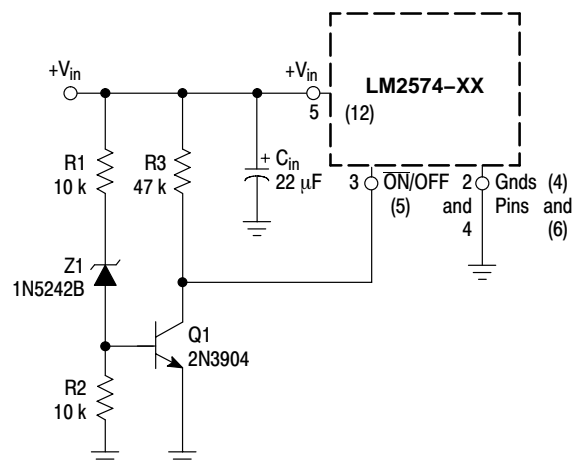 +Vin
+Vin
LM2574–XX
5
(12)
R1
10 k
R3
47 k
+
Cin
22 μF
3
ON/OFF
(5)
2
and
4
Gnds
Pins
(4)
and
(6)
Z1
1N5242B
Q1
2N3904
R2
10 k